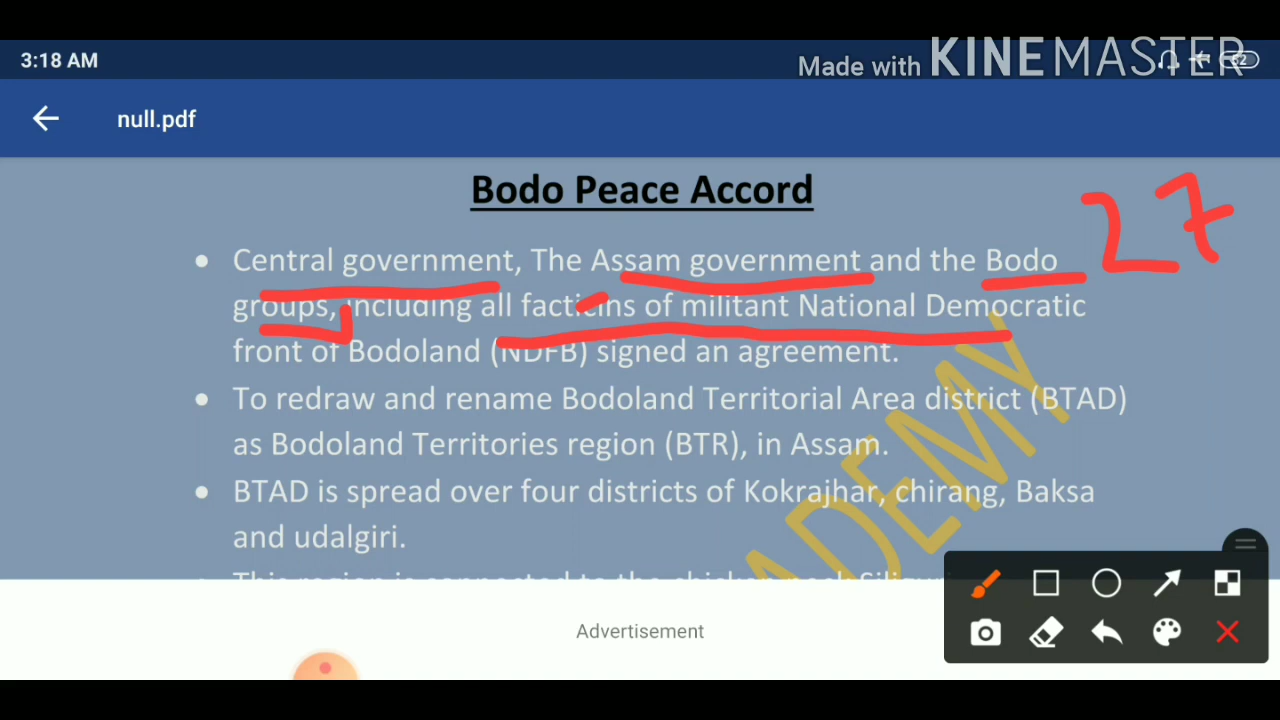 Made with KINEMASTER
3:18 AM
52
null.pdf
Bodo Peace Accord
27
• Central government, The Assam government and the Bodo
groups, including all facticins of militant National Democratic
front of Bodoland (NDFB) signed an agreement.
• To redraw and rename Bodoland Territorial Area district (BTAD)
as Bodoland Territories region (BTR), in Assam.
• BTAD is spread over four districts of Kokrajhar, chirang, Baksa
and udalgiri.
ADEMY
Advertisement